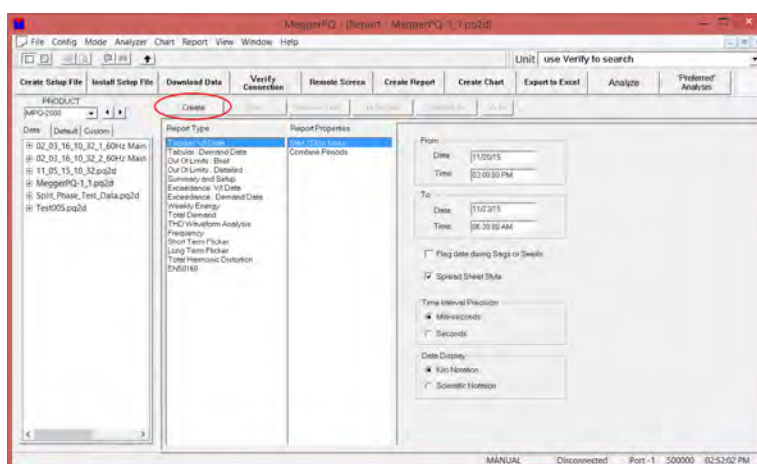 MeggerPQ - [Report - MeggerPQ-1_1.pq2d]
File Config Mode Analyzer Chart Report View Window Help
Unit use Verify to search
Create Setup File Install Setup File Download Data Verify Connection Remote Screen Create Report Create Chart Export to Excel Analyze 'Preferred' Analysis
PRODUCT
MPQ2000
Create
Data Default Custom
02_03_16_10_32_1_60Hz Main
02_03_16_10_32_2_60Hz Main
11_05_15_10_32.pq2d
MeggerPQ-1_1.pq2d
Split_Phase_Test_Data.pq2d
Test005.pq2d
Report Type
Tabular: V/I Data
Tabular: Demand Data
Out Of Limits: Brief
Out Of Limits: Detailed
Summary and Setup
Exceedance: V/I Data
Exceedance: Demand Data
Weekly Energy
Total Demand
THD Waveform Analysis
Frequency
Short Term Flicker
Long Term Flicker
Total Harmonic Distortion
EN50160
Report Properties
Start / Stop Times
Combine Periods
From
Date 11/20/15
Time 03:00:00 PM
To
Date 11/23/15
Time 06:30:00 AM
Flag data during Sags or Swells
Spread Sheet Style
Time Interval Precision
Milli-seconds
Seconds
Data Display
Kilo Notation
Scientific Notation
MANUAL Disconnected Port -1 500000 02:52:02 PM